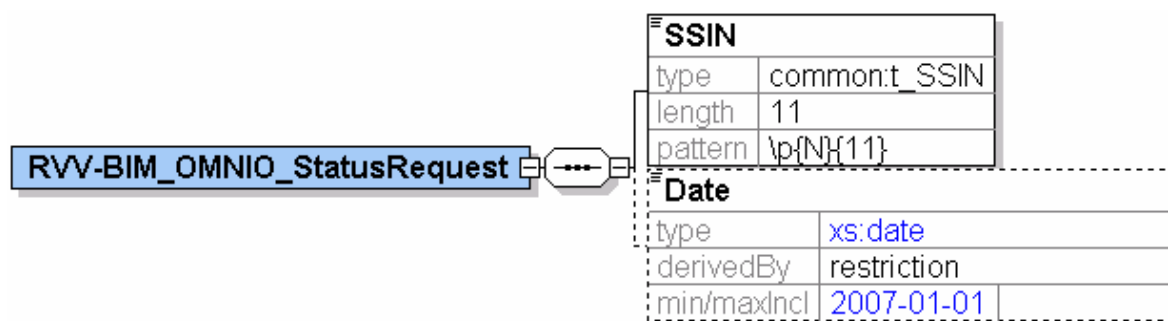 SSIN
type common:t_SSIN
length 11
pattern \p{N}{11}
RVV-BIM_OMNIO_StatusRequest
Date
type xs:date
derivedBy restriction
min/maxIncl 2007-01-01